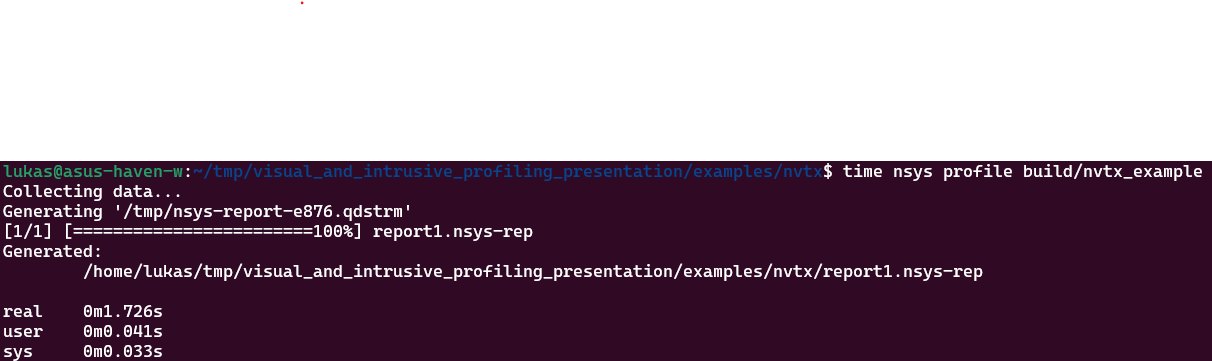 lukas@asus-haven-w:~/tmp/visual_and_intrusive_profiling_presentation/examples/nvtx$ time nsys profile build/nvtx_example
Collecting data...
Generating '/tmp/nsys-report-e876.qdstrm'
[1/1] [========================100%] report1.nsys-rep
Generated:
        /home/lukas/tmp/visual_and_intrusive_profiling_presentation/examples/nvtx/report1.nsys-rep
real    0m1.726s
user    0m0.041s
sys     0m0.033s